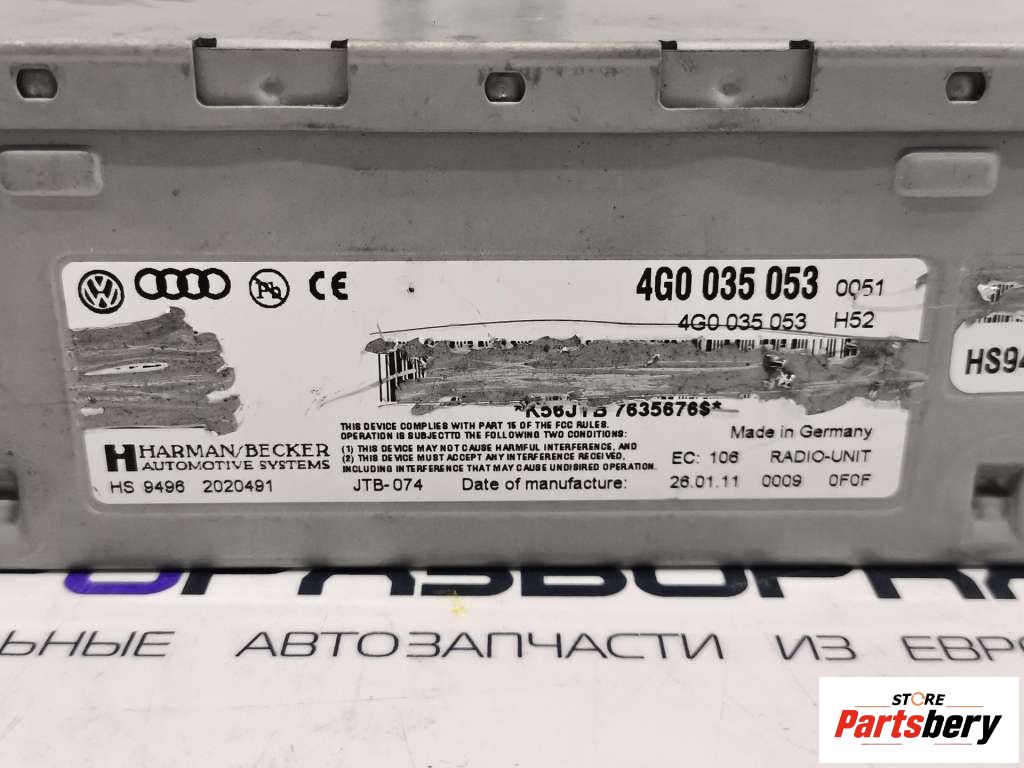 4G0 035 053 0051
4G0 035 053 H52
HS94
*K56JTB 7635676$*
THIS DEVICE COMPLIES WITH PART 15 OF THE FCC RULES.
OPERATION IS SUBJECTTO THE FOLLOWING TWO CONDITIONS:
(1) THIS DEVICE MAY NOT CAUSE HARMFUL INTERFERENCE, AND
(2) THIS DEVICE MUST ACCEPT ANY INTERFERENCE RECEIVED,
INCLUDING INTERFERENCE THAT MAY CAUSE UNDISIRED OPERATION.
Made in Germany
EC: 106 RADIO-UNIT
HARMAN/BECKER
AUTOMOTIVE SYSTEMS
HS 9496 2020491 JTB-074 Date of manufacture: 26.01.11 0009 0F0F
ОРАЗБОРКА
ЛЬНЫЕ АВТОЗАПЧАСТИ ИЗ ЕВРО
STORE
Partsbery